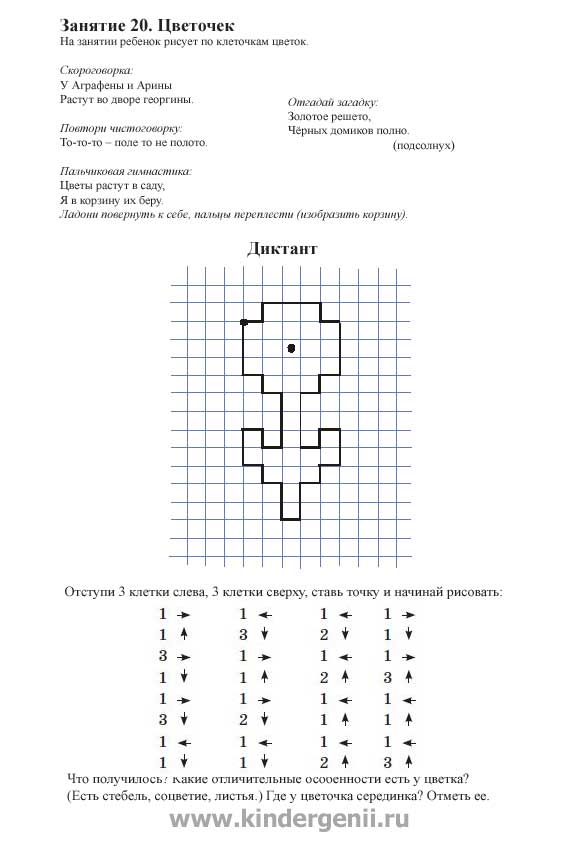 Занятие 20. Цветочек
На занятии ребенок рисует по клеточкам цветок.
Скороговорка:
У Аграфены и Арины
Растут во дворе георгины.
Повтори чистоговорку:
То-то-то – поле то не полото.
Отгадай загадку:
Золотое решето,
Чёрных домиков полно.
(подсолнух)
Пальчиковая гимнастика:
Цветы растут в саду,
Я в корзину их беру.
Ладони повернуть к себе, пальцы переплести (изобразить корзину).
Диктант
Отступи 3 клетки слева, 3 клетки сверху, ставь точку и начинай рисовать:
1 → 1 ← 1 ← 1 →
1 ↑ 3 ↓ 2 ↓ 1 ↓
3 → 1 → 1 ← 1 →
1 ↓ 1 ↑ 2 ↑ 3 ↑
1 → 1 → 1 ← 1 ←
3 ↓ 2 ↓ 1 ↑ 1 ↑
1 ← 1 ← 1 ← 1 ←
1 ↓ 1 ↓ 2 ↑ 3 ↑
Что получилось? Какие отличительные особенности есть у цветка?
(Есть стебель, соцветие, листья.) Где у цветочка серединка? Отметь ее.
www.kindergenii.ru